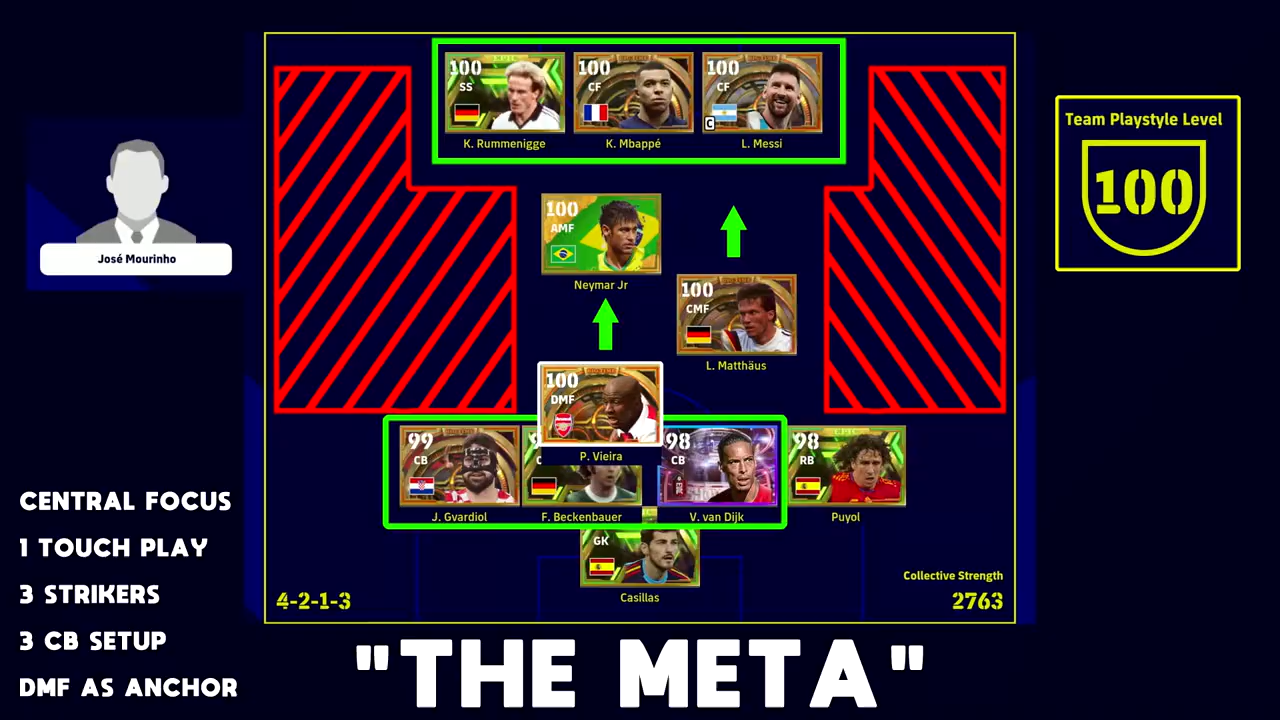 100
SS
K. Rummenigge
100
CF
K. Mbappé
100
CF
C
L. Messi
Team Playstyle Level
100
José Mourinho
100
AMF
Neymar Jr
100
CMF
L. Matthäus
100
DMF
P. Vieira
99
CB
J. Gvardiol
F. Beckenbauer
98
CB
V. van Dijk
98
RB
EPIC
Puyol
GK
Casillas
CENTRAL FOCUS
1 TOUCH PLAY
3 STRIKERS
3 CB SETUP
DMF AS ANCHOR
4-2-1-3
Collective Strength
2763
"THE META"